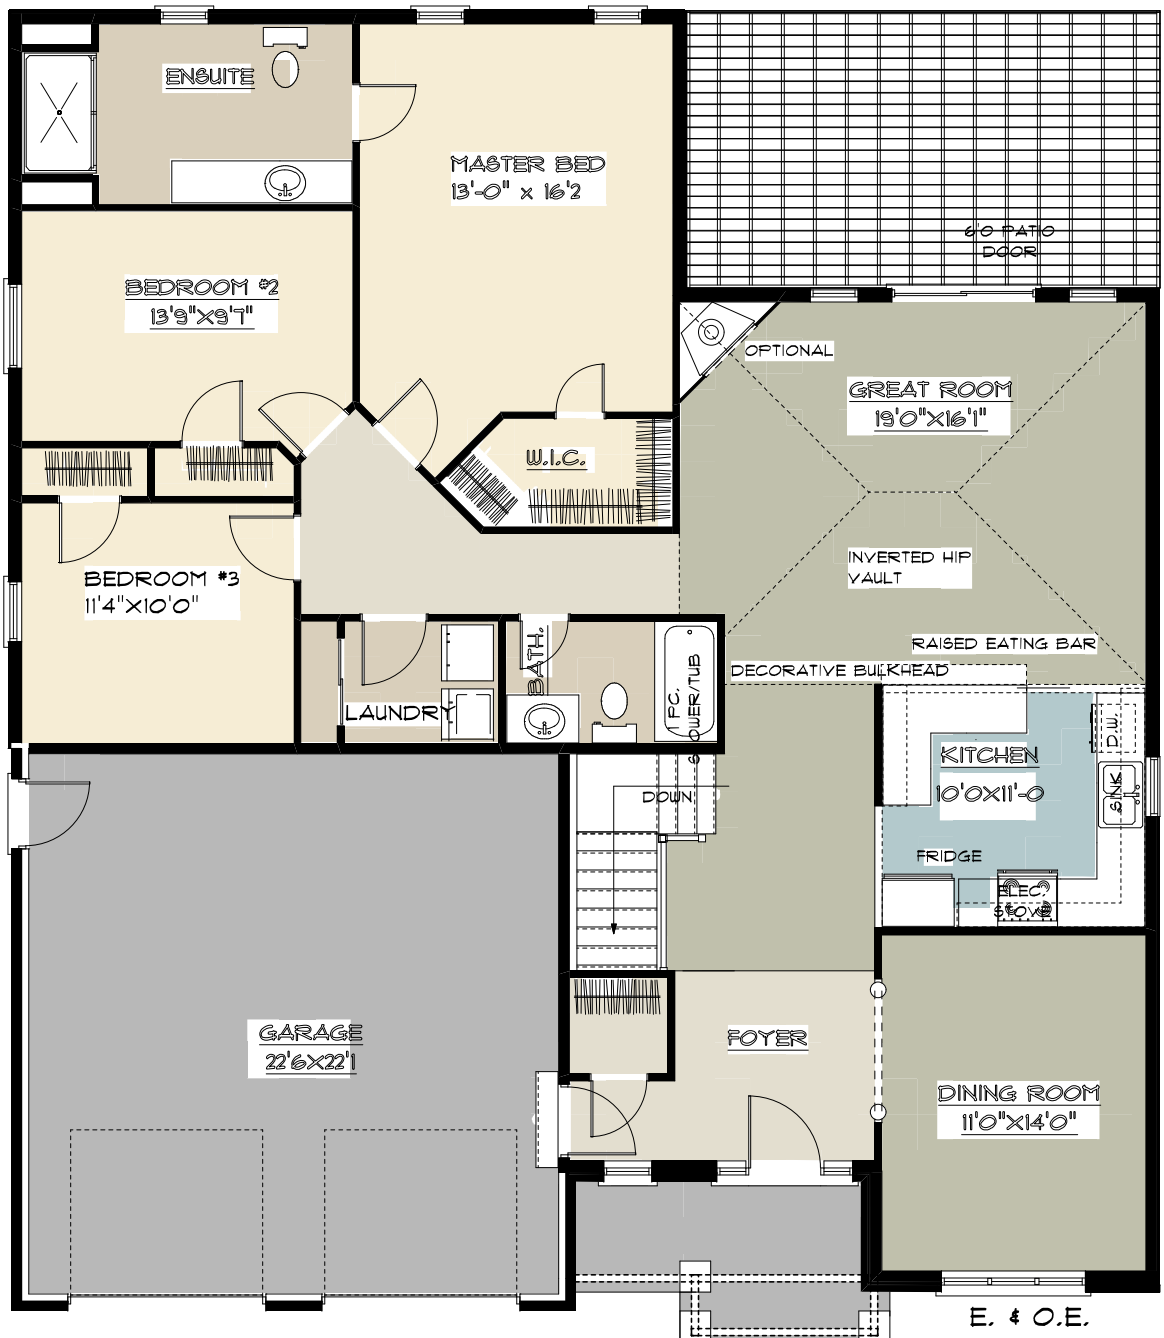 ENSUITE
MASTER BED
13'-0" x 16'2
6'0 PATIO
DOOR
BEDROOM #2
13'9"X9'7"
OPTIONAL
GREAT ROOM
19'0"X16'1"
W.I.C.
INVERTED HIP
VAULT
BEDROOM #3
11'4"X10'0"
RAISED EATING BAR
DECORATIVE BULKHEAD
LAUNDRY
BATH.
1 PC.
SHOWER/TUB
KITCHEN
10'0X11'-0
D.W.
SINK
DOWN
FRIDGE
ELEC.
STOVE
GARAGE
22'6X22'1
FOYER
DINING ROOM
11'0"X14'0"
E. & O.E.